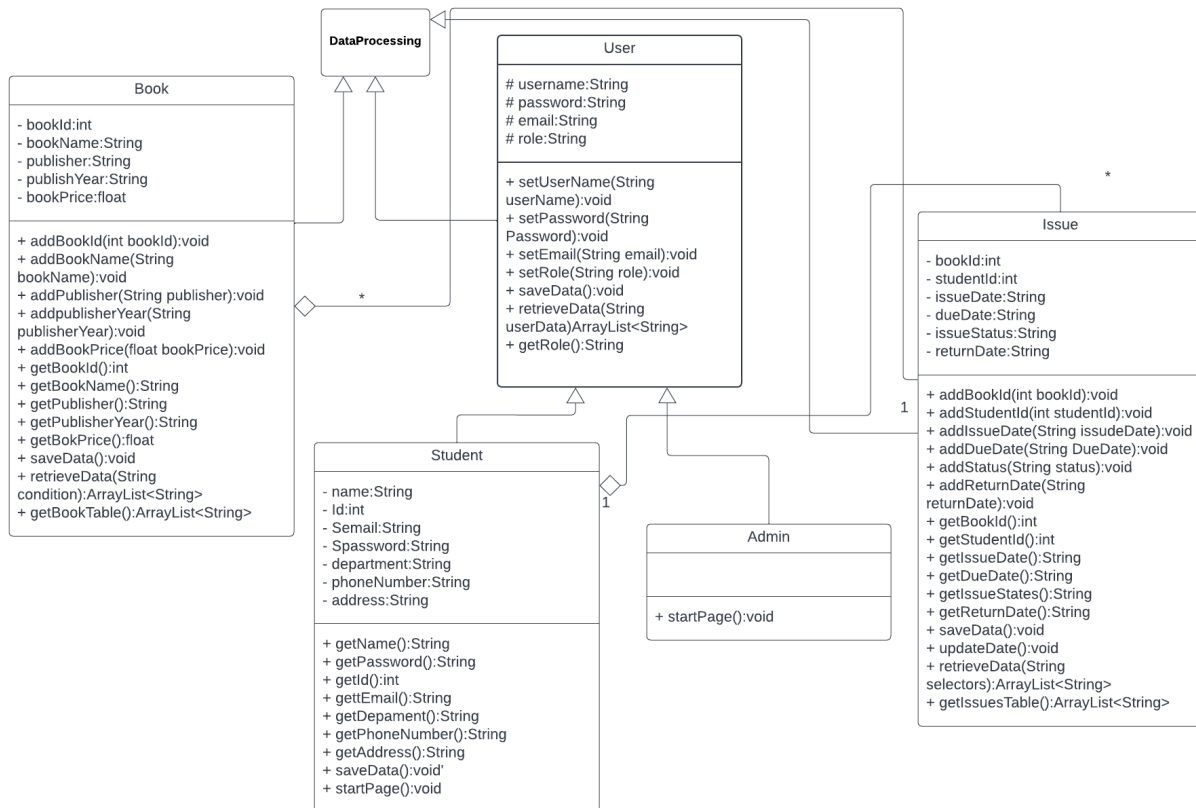 DataProcessing
Book
- bookId:int
- bookName:String
- publisher:String
- publishYear:String
- bookPrice:float
+ addBookId(int bookId):void
+ addBookName(String
bookName):void
+ addPublisher(String publisher):void
+ addpublisherYear(String
publisherYear):void
+ addBookPrice(float bookPrice):void
+ getBookId():int
+ getBookName():String
+ getPublisher():String
+ getPublisherYear():String
+ getBokPrice():float
+ saveData():void
+ retrieveData(String
condition):ArrayList<String>
+ getBookTable():ArrayList<String>
*
User
# username:String
# password:String
# email:String
# role:String
+ setUserName(String
userName):void
+ setPassword(String
Password):void
+ setEmail(String email):void
+ setRole(String role):void
+ saveData():void
+ retrieveData(String
userData)ArrayList<String>
+ getRole():String
Student
- name:String
- Id:int
- Semail:String
- Spassword:String
- department:String
- phoneNumber:String
- address:String
+ getName():String
+ getPassword():String
+ getId():int
+ gettEmail():String
+ getDepament():String
+ getPhoneNumber():String
+ getAddress():String
+ saveData():void'
+ startPage():void
1
Admin
+ startPage():void
*
1
Issue
- bookId:int
- studentId:int
- issueDate:String
- dueDate:String
- issueStatus:String
- returnDate:String
+ addBookId(int bookId):void
+ addStudentId(int studentId):void
+ addIssueDate(String issudeDate):void
+ addDueDate(String DueDate):void
+ addStatus(String status):void
+ addReturnDate(String
returnDate):void
+ getBookId():int
+ getStudentId():int
+ getIssueDate():String
+ getDueDate():String
+ getIssueStates():String
+ getReturnDate():String
+ saveData():void
+ updateDate():void
+ retrieveData(String
selectors):ArrayList<String>
+ getIssuesTable():ArrayList<String>